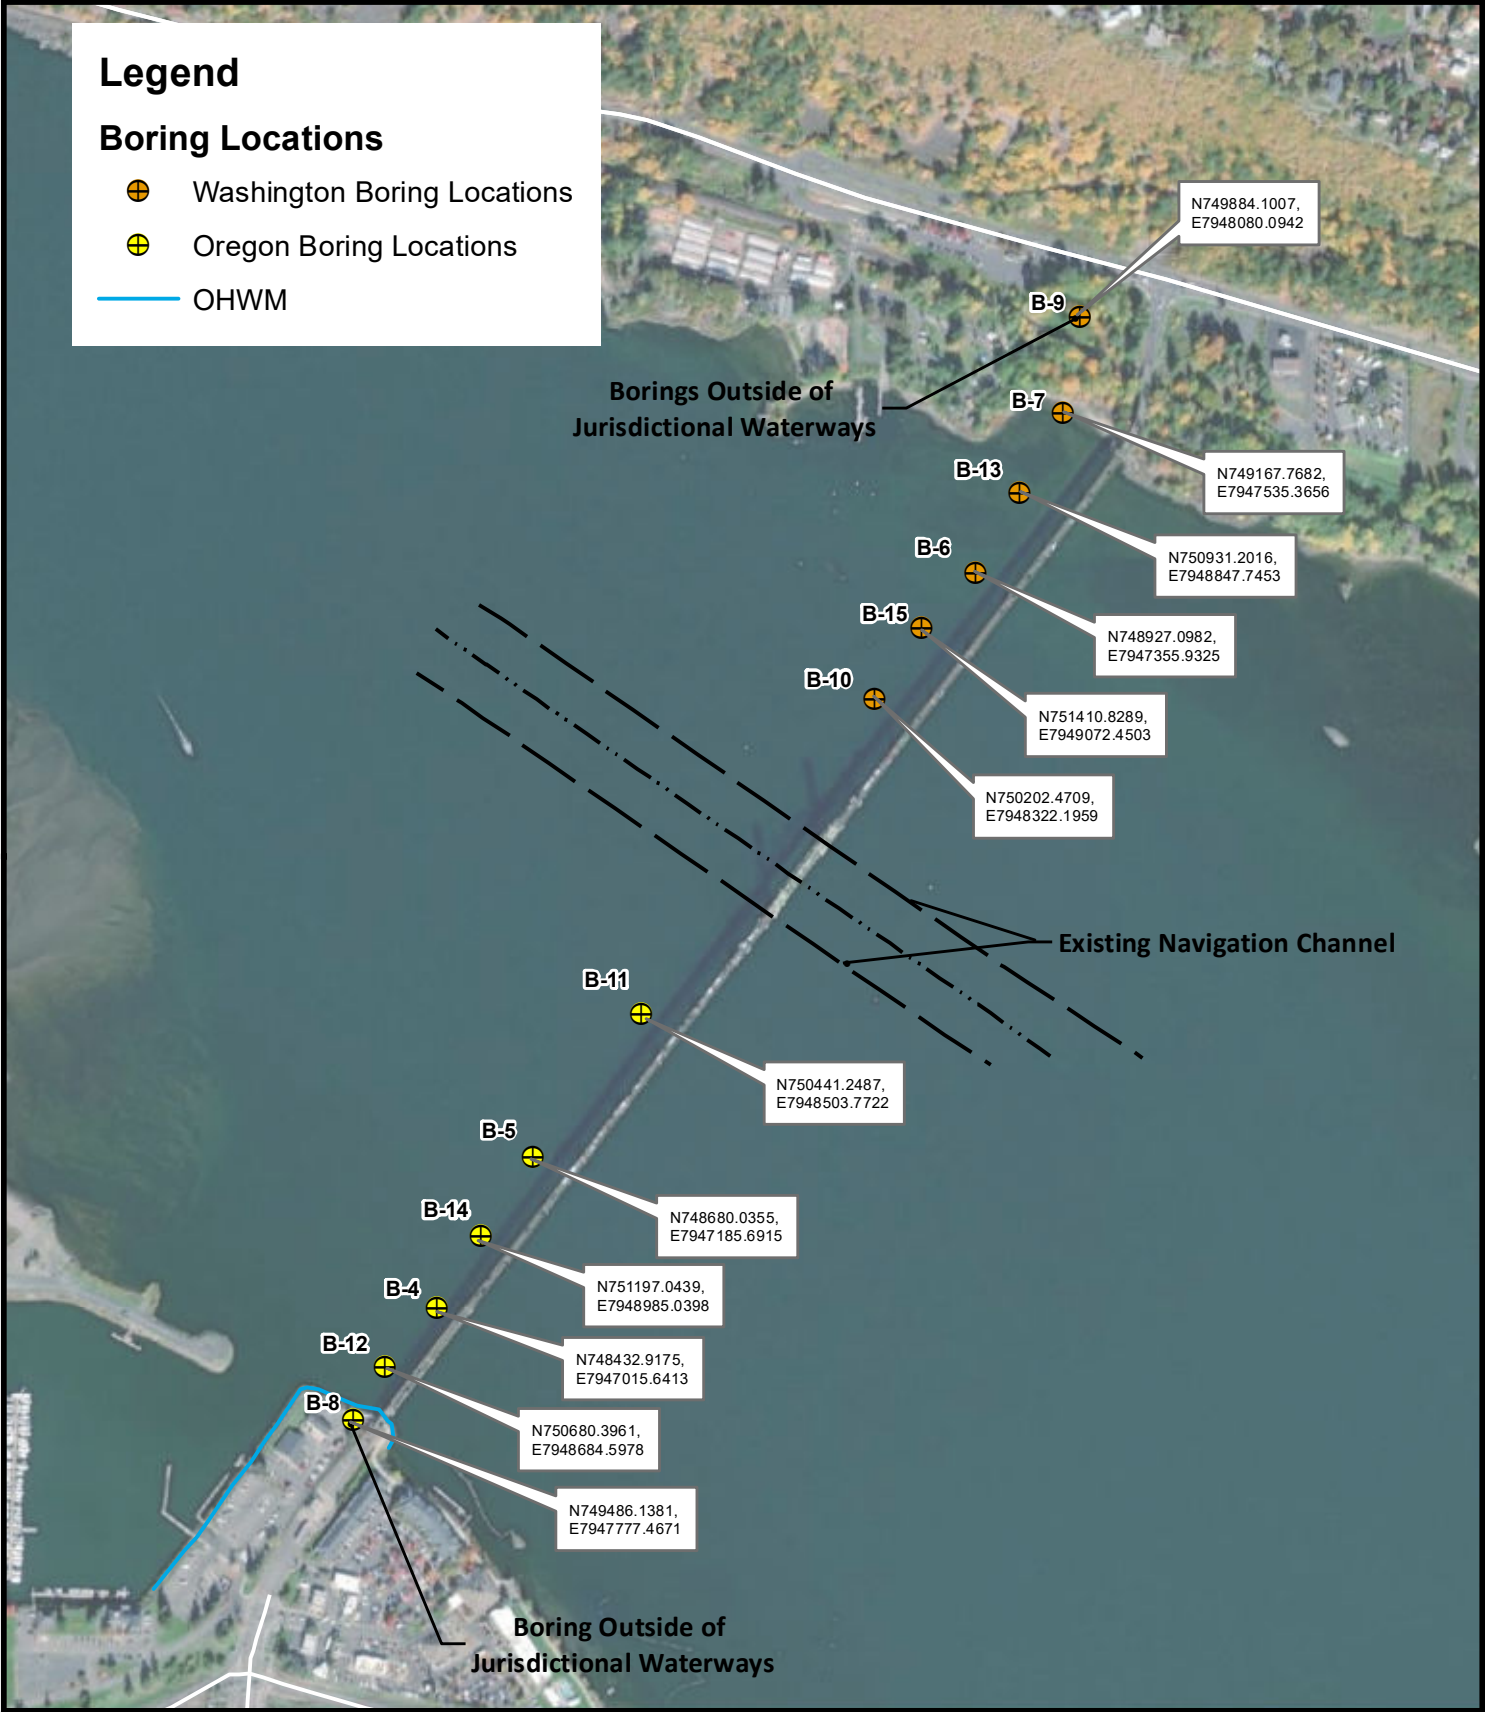 Legend
Boring Locations
Washington Boring Locations
Oregon Boring Locations
OHWM
N749884.1007,
E7948080.0942
B-9
Borings Outside of
Jurisdictional Waterways
B-7
N749167.7682,
E7947535.3656
B-13
N750931.2016,
E7948847.7453
B-6
N748927.0982,
E7947355.9325
B-15
N751410.8289,
E7949072.4503
B-10
N750202.4709,
E7948322.1959
Existing Navigation Channel
B-11
N750441.2487,
E7948503.7722
B-5
N748680.0355,
E7947185.6915
B-14
N751197.0439,
E7948985.0398
B-4
N748432.9175,
E7947015.6413
B-12
N750680.3961,
E7948684.5978
B-8
N749486.1381,
E7947777.4671
Boring Outside of
Jurisdictional Waterways